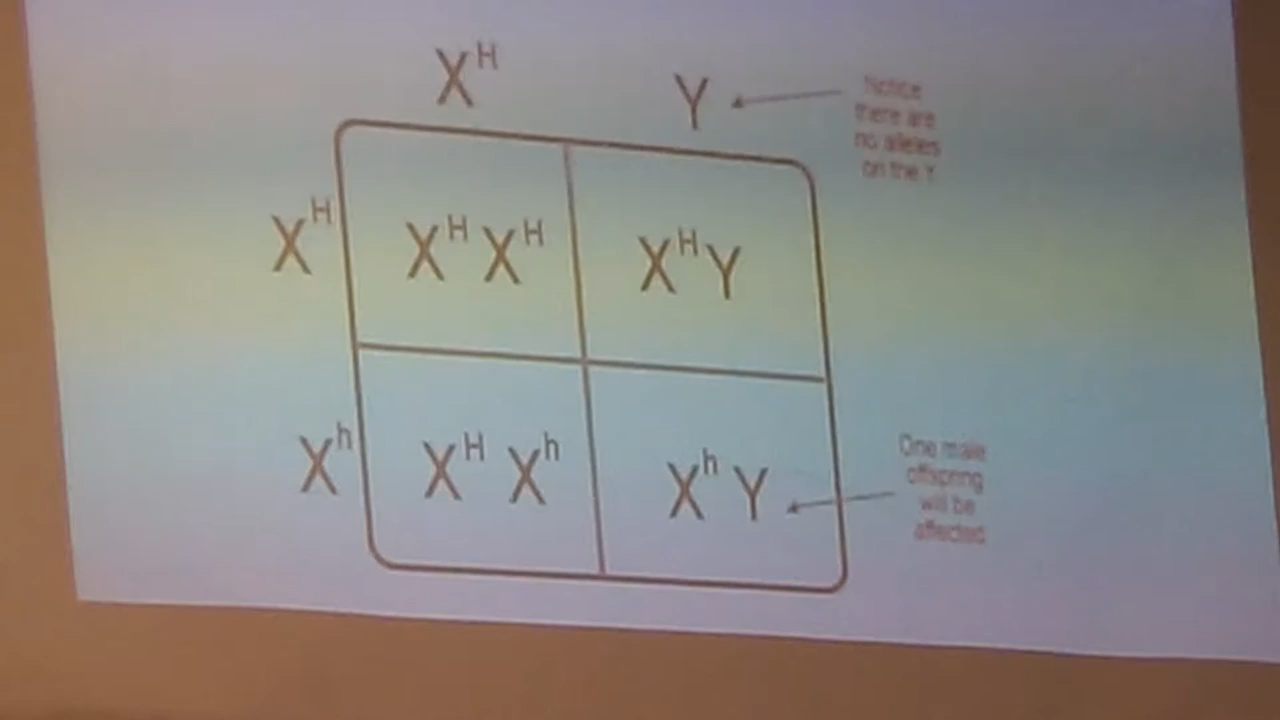 X^H Y
Notice
there are
no alleles
on the Y
X^H X^H X^H X^H Y
X^h X^H X^h X^h Y
One male
offspring
will be
affected